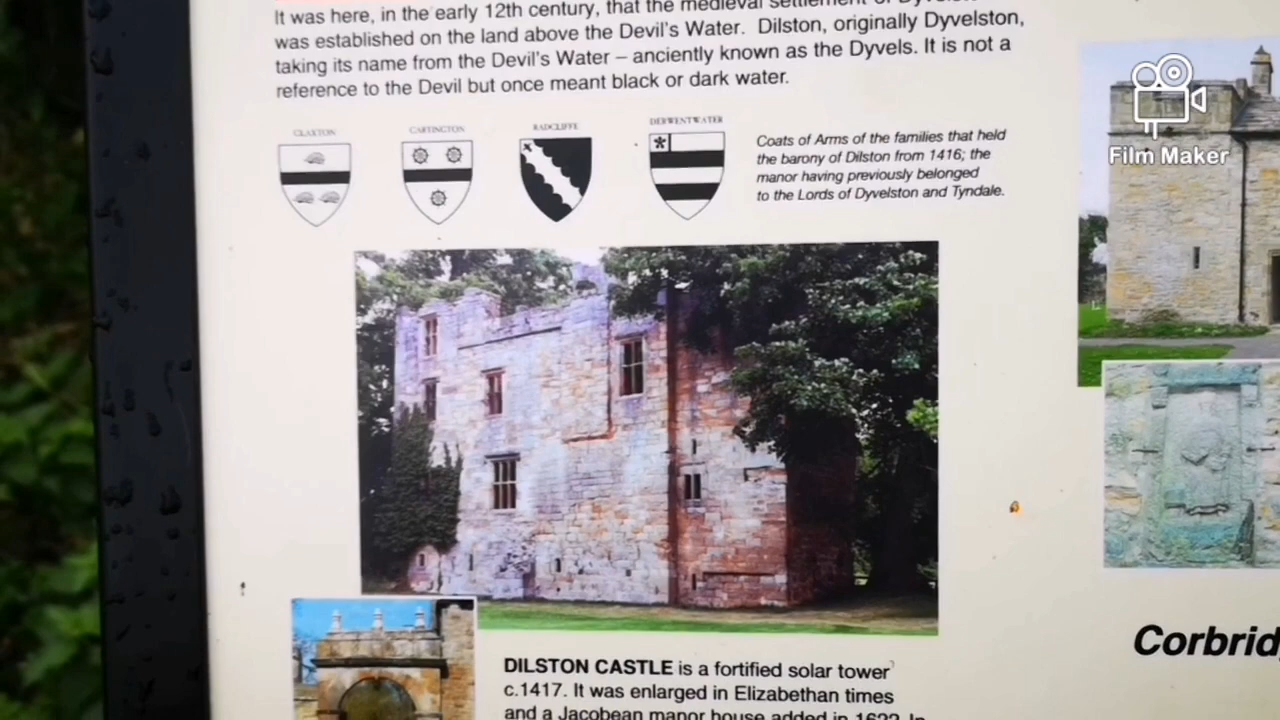 It was here, in the early 12th century, that the medieval settlement of
was established on the land above the Devil's Water. Dilston, originally Dyvelston,
taking its name from the Devil's Water – anciently known as the Dyvels. It is not a
reference to the Devil but once meant black or dark water.
CLAXTON
CARTINGTON
RADCLIFFE
DERWENTWATER
Coats of Arms of the families that held
the barony of Dilston from 1416; the
manor having previously belonged
to the Lords of Dyvelston and Tyndale.
Film Maker
Corbrid
DILSTON CASTLE is a fortified solar tower
c.1417. It was enlarged in Elizabethan times
and a Jacobean manor house added in 1622. In